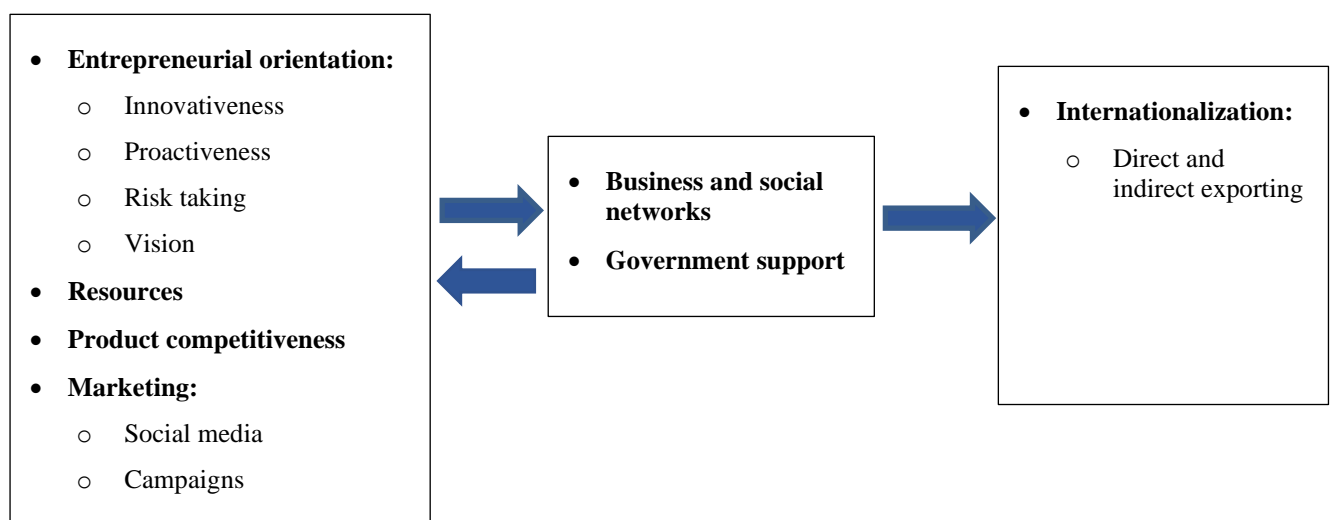 • Entrepreneurial orientation:
o Innovativeness
o Proactiveness
o Risk taking
o Vision
• Resources
• Product competitiveness
• Marketing:
o Social media
o Campaigns
• Business and social
networks
• Government support
• Internationalization:
o Direct and
indirect exporting